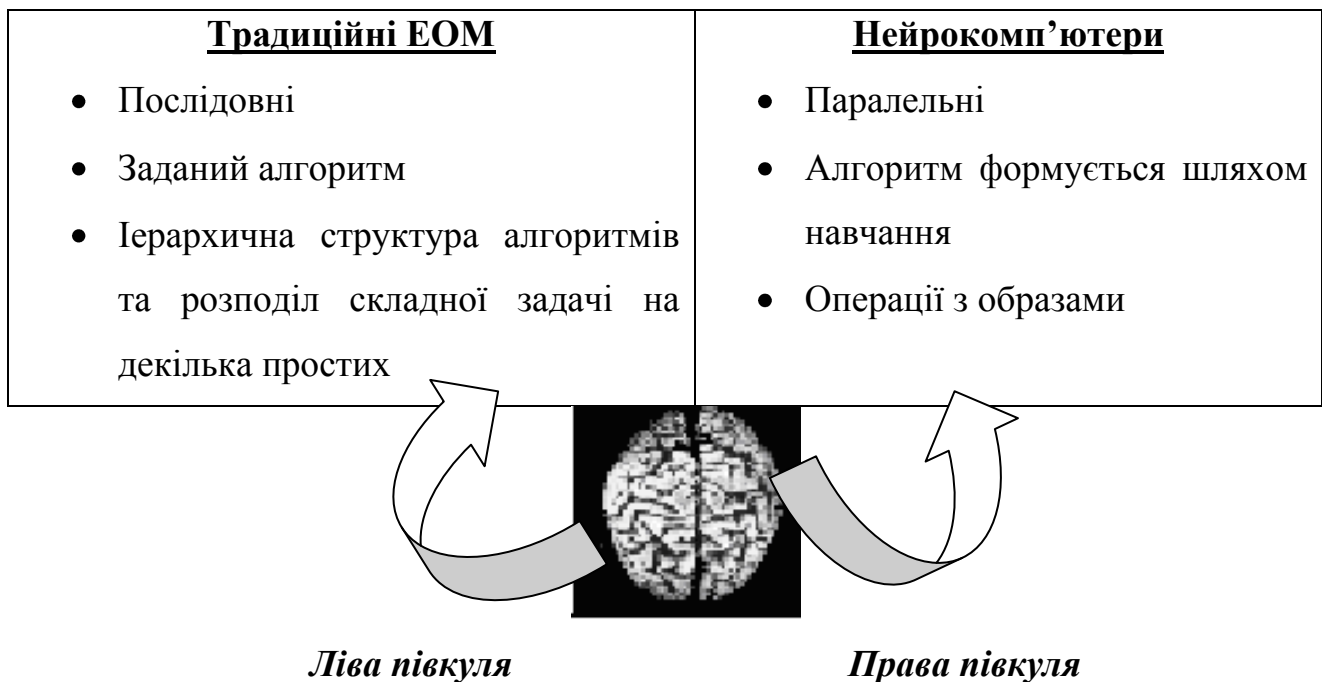 Традиційні ЕОМ
• Послідовні
• Заданий алгоритм
• Іерархична структура алгоритмів
та розподіл складної задачі на
декілька простих
Нейрокомп’ютери
• Паралельні
• Алгоритм формується шляхом
навчання
• Операції з образами
Ліва півкуля
Права півкуля